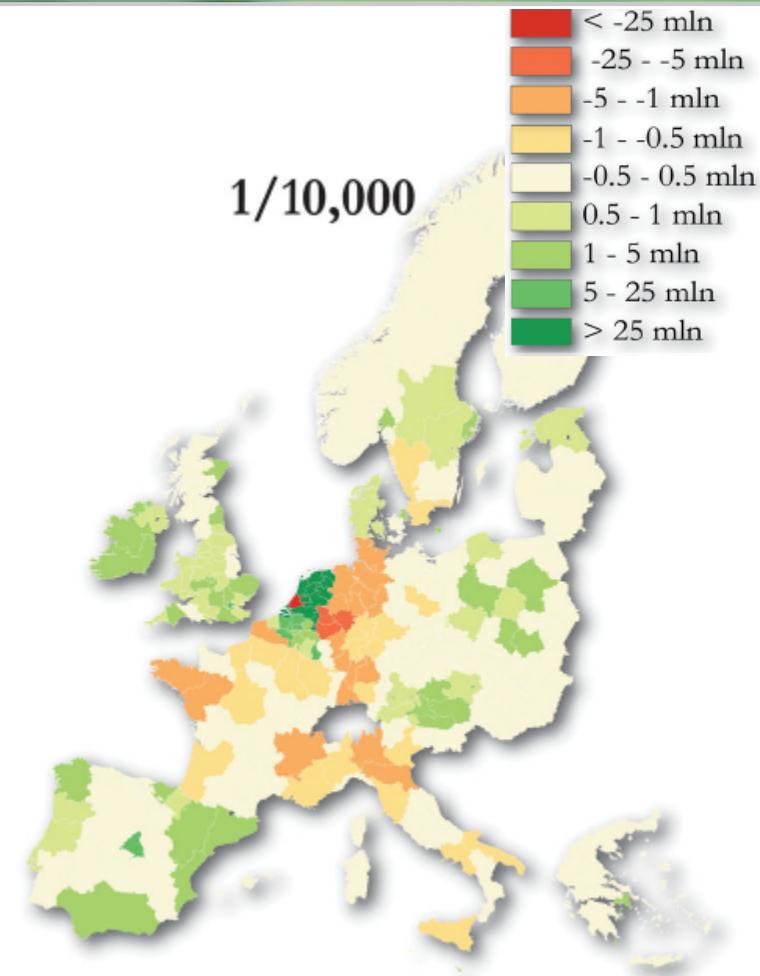 < -25 mln
-25 - -5 mln
-5 - -1 mln
-1 - -0.5 mln
-0.5 - 0.5 mln
0.5 - 1 mln
1 - 5 mln
5 - 25 mln
> 25 mln
1/10,000